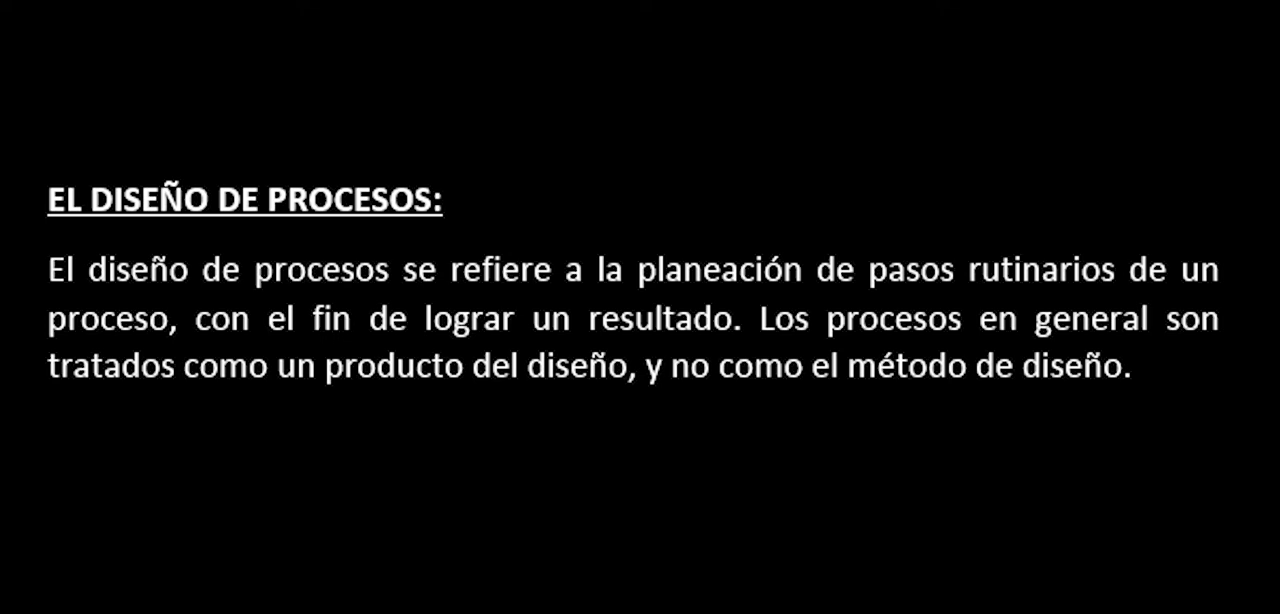 EL DISEÑO DE PROCESOS:
El diseño de procesos se refiere a la planeación de pasos rutinarios de un
proceso, con el fin de lograr un resultado. Los procesos en general son
tratados como un producto del diseño, y no como el método de diseño.